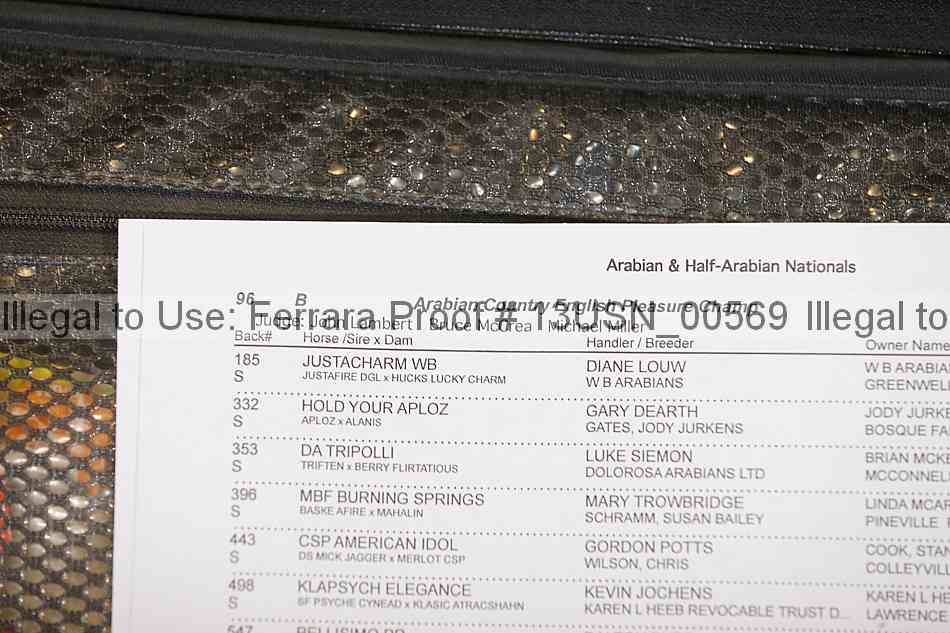 Arabian & Half-Arabian Nationals
96 B Arabian Country English Pleasure Champ
Illegal to Use: Ferrara Proof # 13USN_00569 Illegal to
Judge: John Lambert Bruce McCrea Michael Miller
Back# Horse /Sire x Dam Handler / Breeder Owner Name
185 JUSTACHARM WB DIANE LOUW W B ARABIA
S JUSTAFIRE DGL x HUCKS LUCKY CHARM W B ARABIANS GREENWEL
332 HOLD YOUR APLOZ GARY DEARTH JODY JURKE
S APLOZ x ALANIS GATES, JODY JURKENS BOSQUE FA
353 DA TRIPOLLI LUKE SIEMON BRIAN MCKE
S TRIFTEN x BERRY FLIRTATIOUS DOLOROSA ARABIANS LTD MCCONNEL
396 MBF BURNING SPRINGS MARY TROWBRIDGE LINDA MCAR
S BASKE AFIRE x MAHALIN SCHRAMM, SUSAN BAILEY PINEVILLE,
443 CSP AMERICAN IDOL GORDON POTTS COOK, STAN
S DS MICK JAGGER x MERLOT CSP WILSON, CHRIS COLLEYVIL
498 KLAPSYCH ELEGANCE KEVIN JOCHENS KAREN L HE
S SF PSYCHE CYNEAD x KLASIC ATRACSHAHN KAREN L HEEB REVOCABLE TRUST D... LAWRENCE